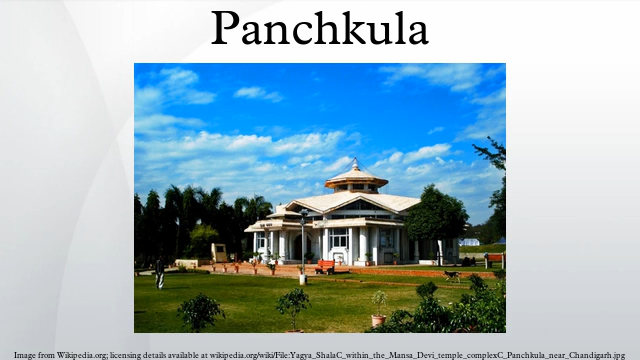 Panchkula
Image from Wikipedia.org; licensing details available at wikipedia.org/wiki/File:Yagya_ShalaC_within_the_Mansa_Devi_temple_complexC_Panchkula_near_Chandigarh.jpg